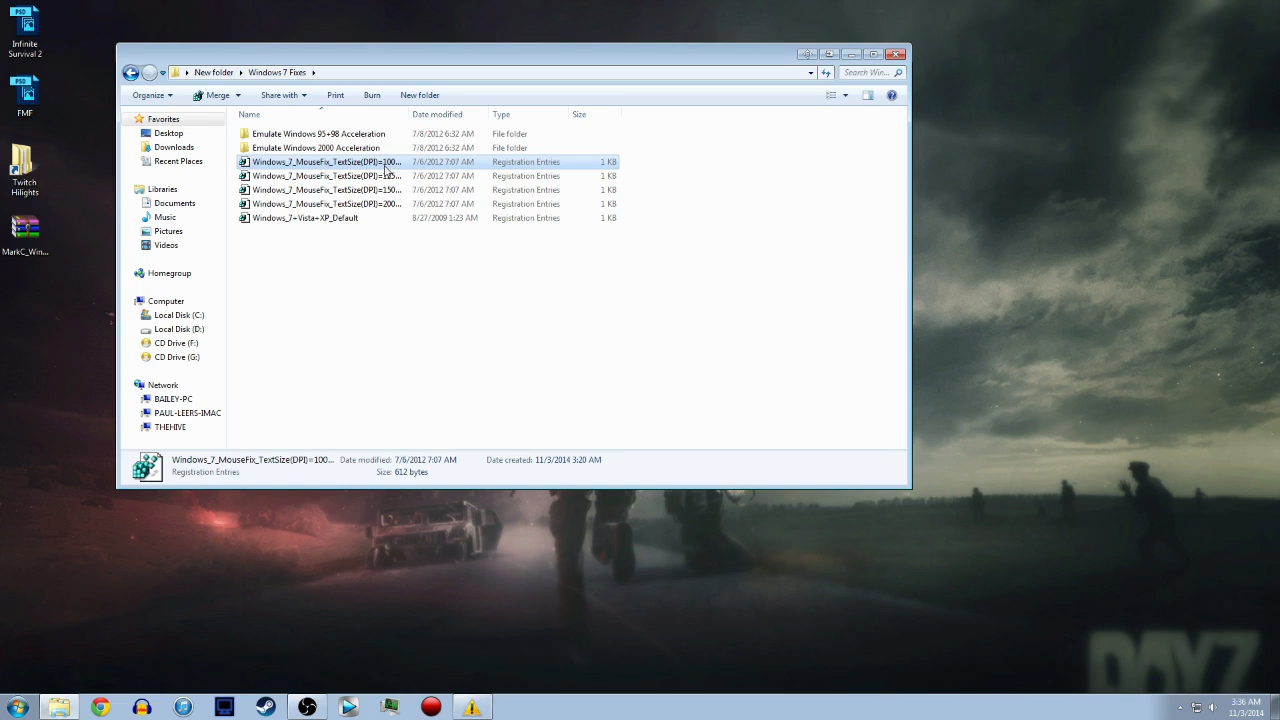 Infinite
Survival 2
FMF
Twitch
Hilights
MarkC_Win...
New folder
Windows 7 Fixes
Search Win...
Organize
Merge
Share with
Print
Burn
New folder
Favorites
Desktop
Downloads
Recent Places
Libraries
Documents
Music
Pictures
Videos
Homegroup
Computer
Local Disk (C:)
Local Disk (D:)
CD Drive (F:)
CD Drive (G:)
Network
BAILEY-PC
PAUL-LEERS-IMAC
THEHIVE
Name Date modified Type Size
Emulate Windows 95+98 Acceleration 7/8/2012 6:32 AM File folder
Emulate Windows 2000 Acceleration 7/8/2012 6:32 AM File folder
Windows_7_MouseFix_TextSize(DPI)=100... 7/6/2012 7:07 AM Registration Entries 1 KB
Windows_7_MouseFix_TextSize(DPI)=125... 7/6/2012 7:07 AM Registration Entries 1 KB
Windows_7_MouseFix_TextSize(DPI)=150... 7/6/2012 7:07 AM Registration Entries 1 KB
Windows_7_MouseFix_TextSize(DPI)=200... 7/6/2012 7:07 AM Registration Entries 1 KB
Windows_7+Vista+XP_Default 8/27/2009 1:23 AM Registration Entries 1 KB
Windows_7_MouseFix_TextSize(DPI)=100... Date modified: 7/6/2012 7:07 AM Date created: 11/3/2014 3:20 AM
Registration Entries Size: 612 bytes
DAYZ
3:36 AM
11/3/2014